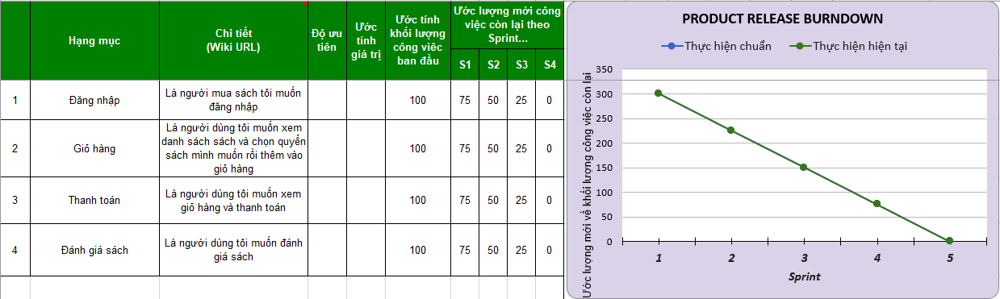 Hạng mục
Chi tiết
(Wiki URL)
Độ ưu
tiên
Ước
tính
giá trị
Ước tính
khối lượng
công việc
ban đầu
Ước lượng mới công
việc còn lại theo
Sprint...
S1 S2 S3 S4
1 Đăng nhập
Là người mua sách tôi muốn
đăng nhập
100 75 50 25 0
2 Giỏ hàng
Là người dùng tôi muốn xem
danh sách sách và chọn quyển
sách mình muốn rồi thêm vào
giỏ hàng
100 75 50 25 0
3 Thanh toán
Là người dùng tôi muốn xem
giỏ hàng và thanh toán
100 75 50 25 0
4 Đánh giá sách
Là người dùng tôi muốn đánh
giá sách
100 75 50 25 0
PRODUCT RELEASE BURNDOWN
Thực hiện chuẩn Thực hiện hiện tại
Ước lượng mới về khối lượng công việc còn lại
350
300
250
200
150
100
50
0
1 2 3 4 5
Sprint